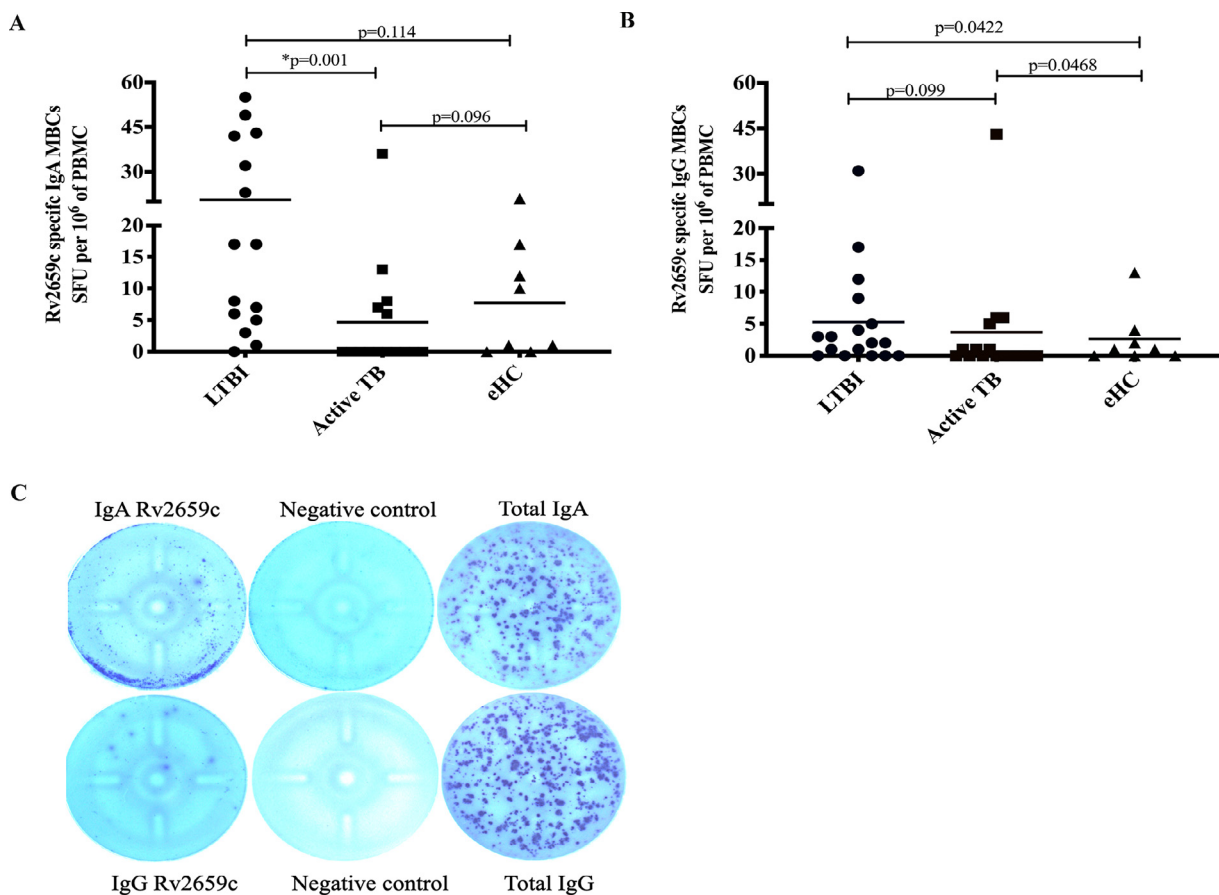 A
p=0.114
*p=0.001
p=0.096
Rv2659c specifc IgA MBCs
SFU per 10⁶ of PBMC
60
45
30
20
15
10
5
0
LTBI
Active TB
eHC
B
p=0.0422
p=0.0468
p=0.099
Rv2659c specifc IgG MBCs
SFU per 10⁶ of PBMC
60
45
30
20
15
10
5
0
LTBI
Active TB
eHC
C
IgA Rv2659c Negative control Total IgA
IgG Rv2659c Negative control Total IgG